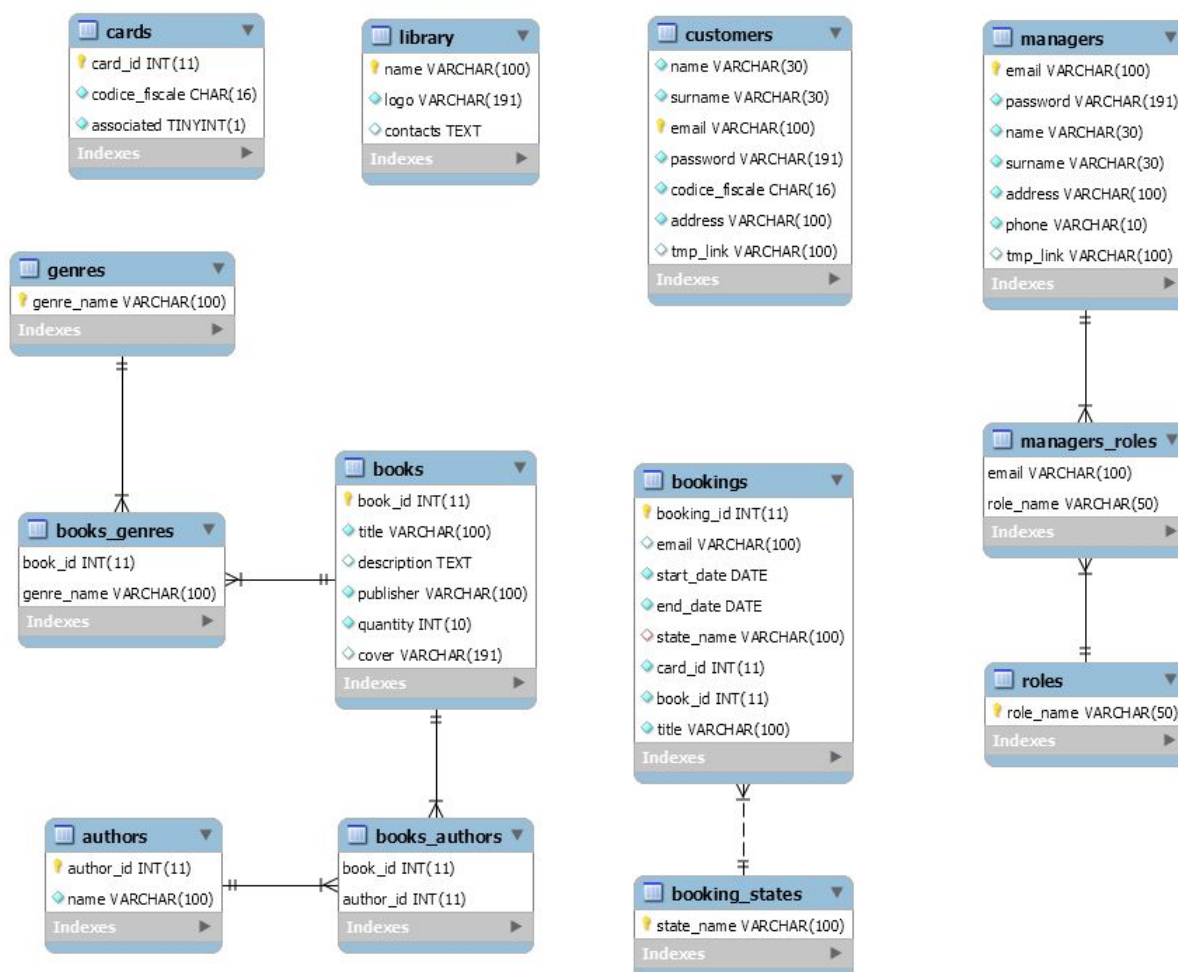 cards
card_id INT(11)
codice_fiscale CHAR(16)
associated TINYINT(1)
Indexes
library
name VARCHAR(100)
logo VARCHAR(191)
contacts TEXT
Indexes
customers
name VARCHAR(30)
surname VARCHAR(30)
email VARCHAR(100)
password VARCHAR(191)
codice_fiscale CHAR(16)
address VARCHAR(100)
tmp_link VARCHAR(100)
Indexes
managers
email VARCHAR(100)
password VARCHAR(191)
name VARCHAR(30)
surname VARCHAR(30)
address VARCHAR(100)
phone VARCHAR(10)
tmp_link VARCHAR(100)
Indexes
genres
genre_name VARCHAR(100)
Indexes
books_genres
book_id INT(11)
genre_name VARCHAR(100)
Indexes
books
book_id INT(11)
title VARCHAR(100)
description TEXT
publisher VARCHAR(100)
quantity INT(10)
cover VARCHAR(191)
Indexes
bookings
booking_id INT(11)
email VARCHAR(100)
start_date DATE
end_date DATE
state_name VARCHAR(100)
card_id INT(11)
book_id INT(11)
title VARCHAR(100)
Indexes
managers_roles
email VARCHAR(100)
role_name VARCHAR(50)
Indexes
roles
role_name VARCHAR(50)
Indexes
authors
author_id INT(11)
name VARCHAR(100)
Indexes
books_authors
book_id INT(11)
author_id INT(11)
Indexes
booking_states
state_name VARCHAR(100)
Indexes